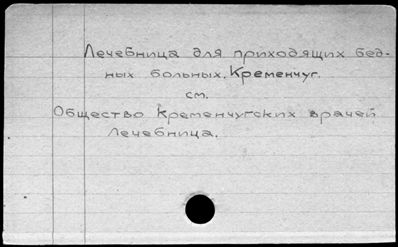 Лечебница для приходящих бед-
ных больных. Кременчуг.
см.
Общество Кременчугских врачей
Лечебница.